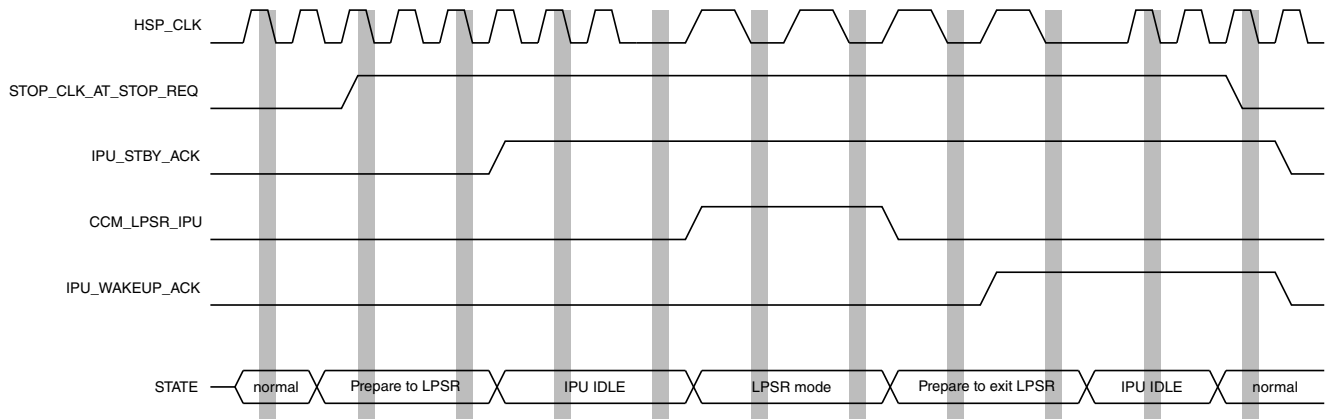 HSP_CLK
STOP_CLK_AT_STOP_REQ
IPU_STBY_ACK
CCM_LPSR_IPU
IPU_WAKEUP_ACK
STATE normal Prepare to LPSR IPU IDLE LPSR mode Prepare to exit LPSR IPU IDLE normal